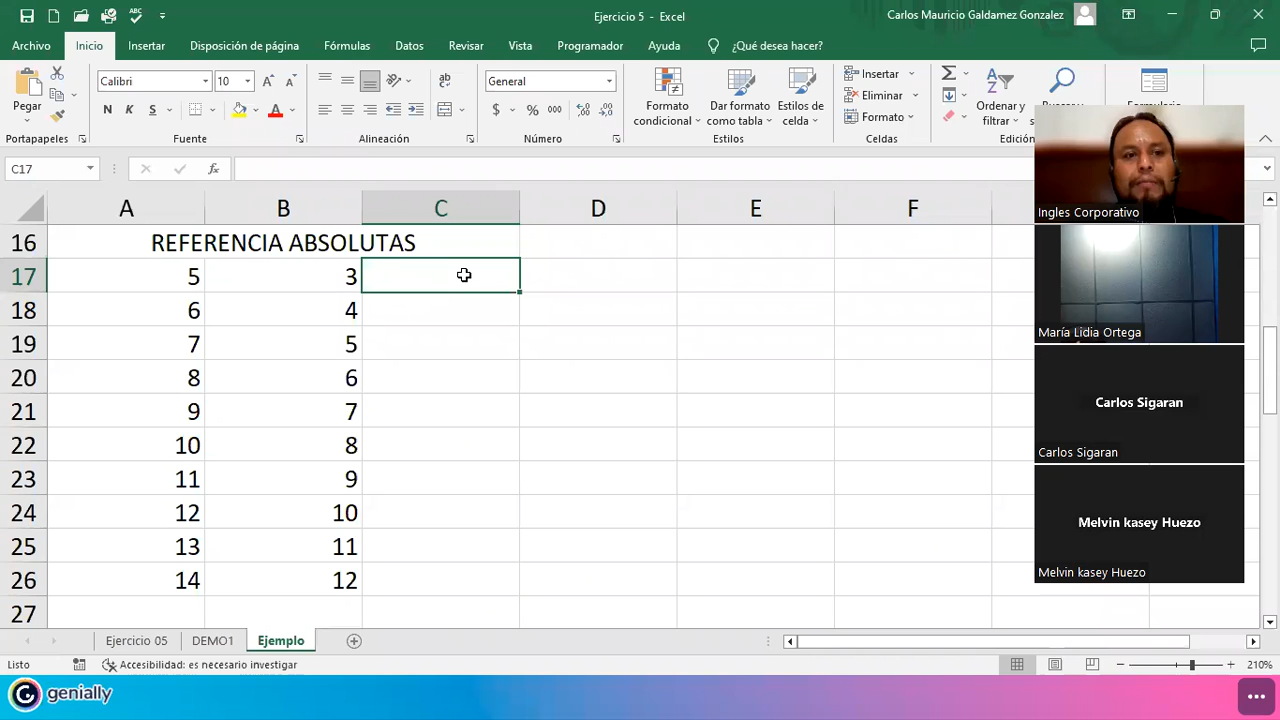 Ejercicio 5 - Excel
Carlos Mauricio Galdamez Gonzalez
Archivo Inicio Insertar Disposición de página Fórmulas Datos Revisar Vista Programador Ayuda ¿Qué desea hacer?
Pegar
Calibri 10
N K S
General
$ % 000
Formato condicional
Dar formato como tabla
Estilos de celda
Insertar
Eliminar
Formato
Ordenar y filtrar
Portapapeles Fuente Alineación Número Estilos Celdas
C17 fx
A B C D E F
16 REFERENCIA ABSOLUTAS
17 5 3
18 6 4
19 7 5
20 8 6
21 9 7
22 10 8
23 11 9
24 12 10
25 13 11
26 14 12
27
Ingles Corporativo
María Lidia Ortega
Carlos Sigaran
Carlos Sigaran
Melvin kasey Huezo
Melvin kasey Huezo
Ejercicio 05 DEMO1 Ejemplo
Listo Accesibilidad: es necesario investigar 210%
genially